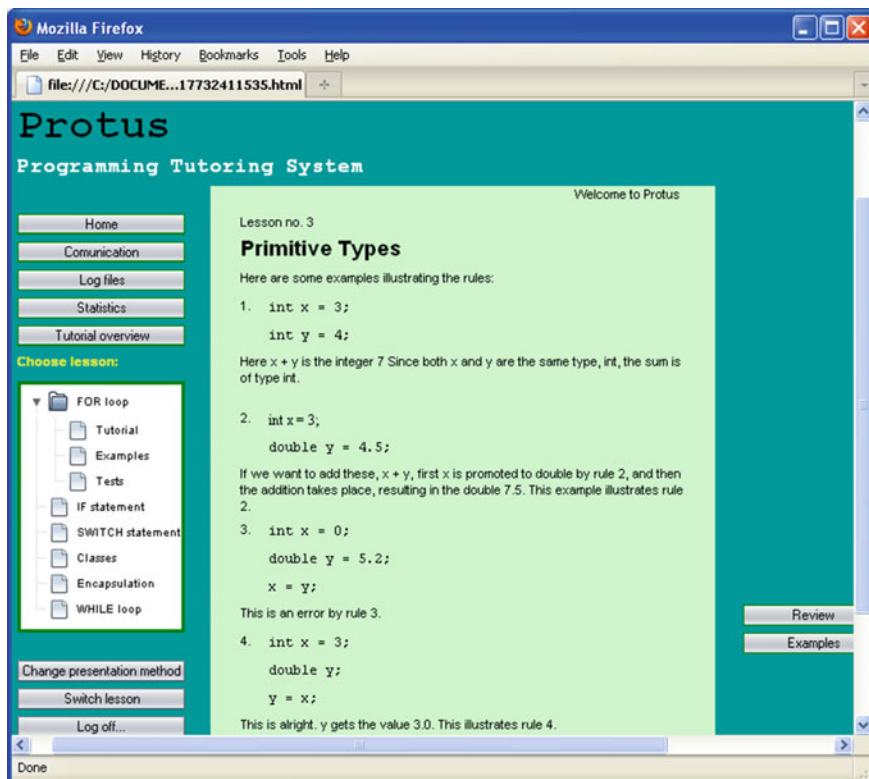 Mozilla Firefox
File Edit View History Bookmarks Tools Help
file:///C:/DOCUME...17732411535.html
Protus
Programming Tutoring System
Welcome to Protus
Home
Comunication
Log files
Statistics
Tutorial overview
Choose lesson:
FOR loop
Tutorial
Examples
Tests
IF statement
SWITCH statement
Classes
Encapsulation
WHILE loop
Change presentation method
Switch lesson
Log off...
Lesson no. 3
Primitive Types
Here are some examples illustrating the rules:
1. int x = 3;
int y = 4;
Here x + y is the integer 7 Since both x and y are the same type, int, the sum is
of type int.
2. int x = 3;
double y = 4.5;
If we want to add these, x + y, first x is promoted to double by rule 2, and then
the addition takes place, resulting in the double 7.5. This example illustrates rule
2.
3. int x = 0;
double y = 5.2;
x = y;
This is an error by rule 3.
4. int x = 3;
double y;
y = x;
This is alright. y gets the value 3.0. This illustrates rule 4.
Review
Examples
Done